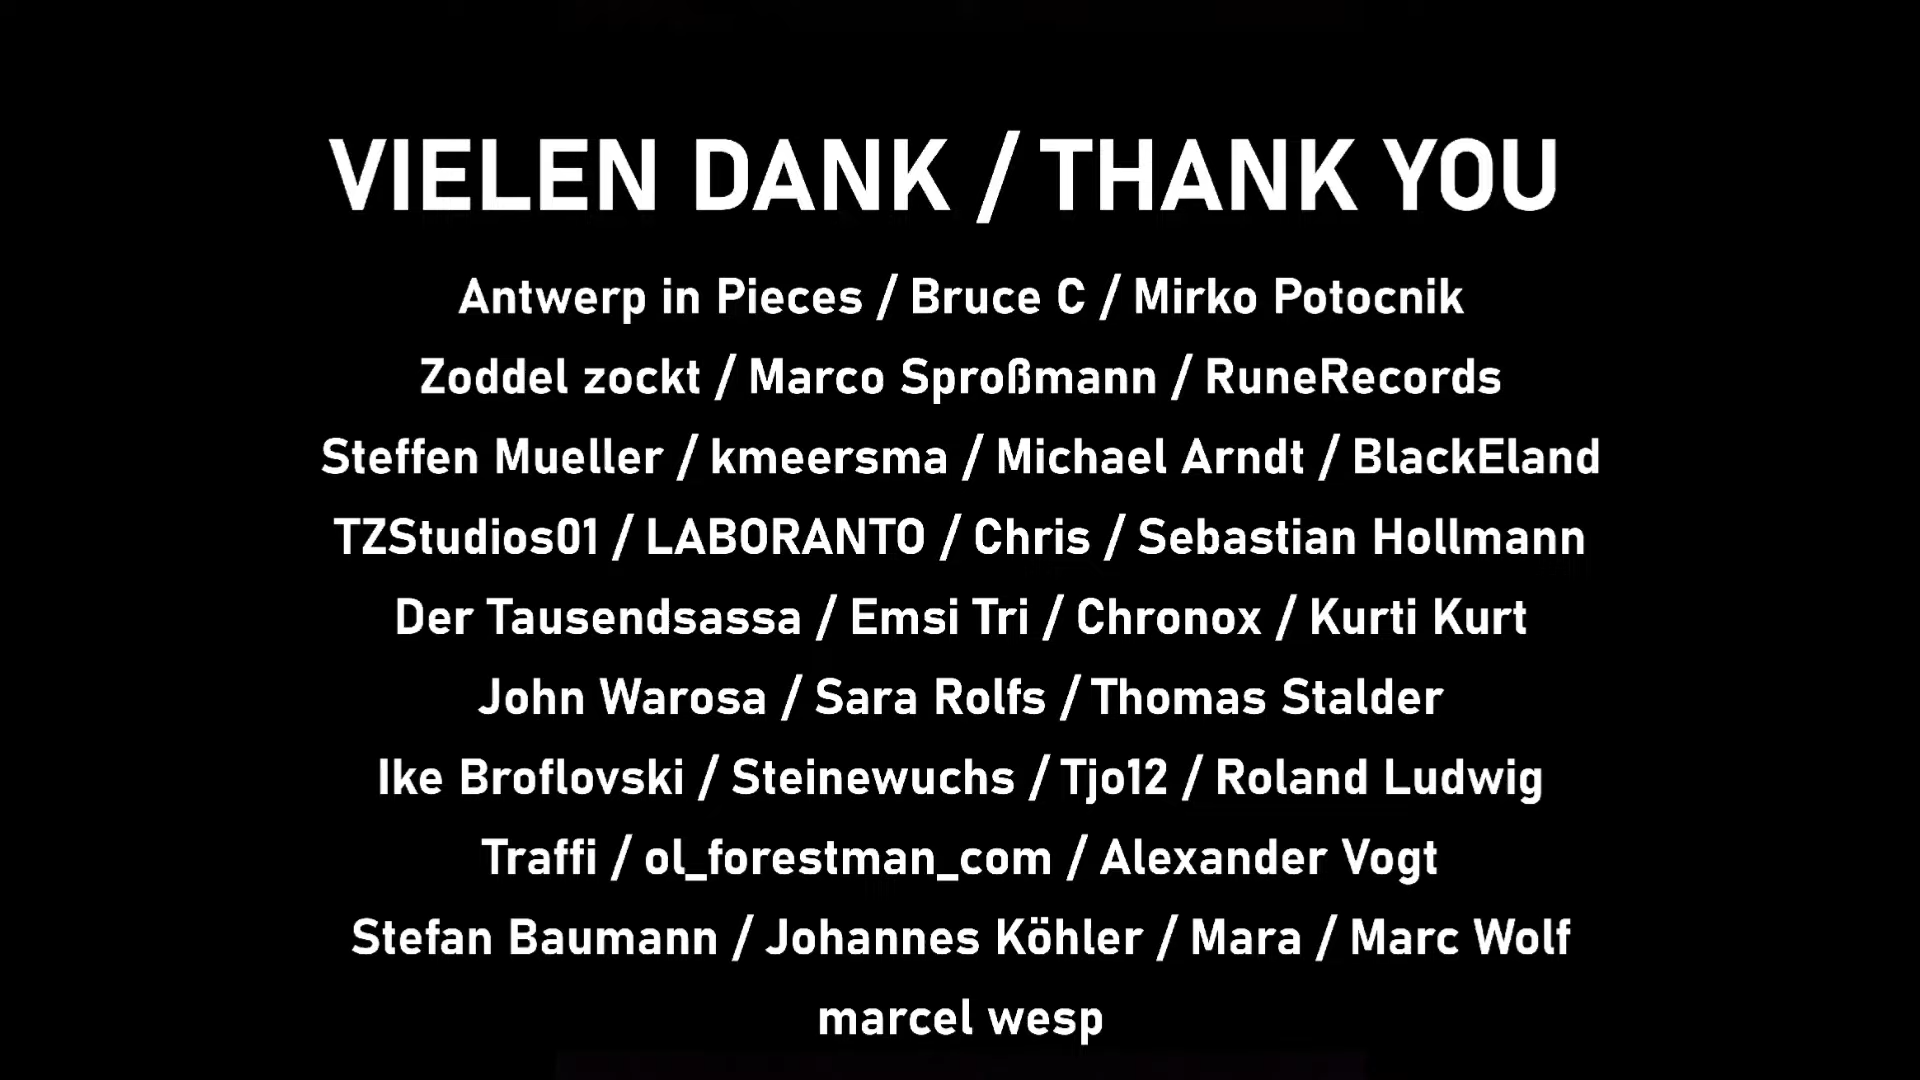 VIELEN DANK / THANK YOU
Antwerp in Pieces / Bruce C / Mirko Potocnik
Zoddel zockt / Marco Sproßmann / RuneRecords
Steffen Mueller / kmeersma / Michael Arndt / BlackEland
TZStudios01 / LABORANTO / Chris / Sebastian Hollmann
Der Tausendsassa / Emsi Tri / Chronox / Kurti Kurt
John Warosa / Sara Rolfs / Thomas Stalder
Ike Broflovski / Steinewuchs / Tjo12 / Roland Ludwig
Traffi / ol_forestman_com / Alexander Vogt
Stefan Baumann / Johannes Köhler / Mara / Marc Wolf
marcel wesp